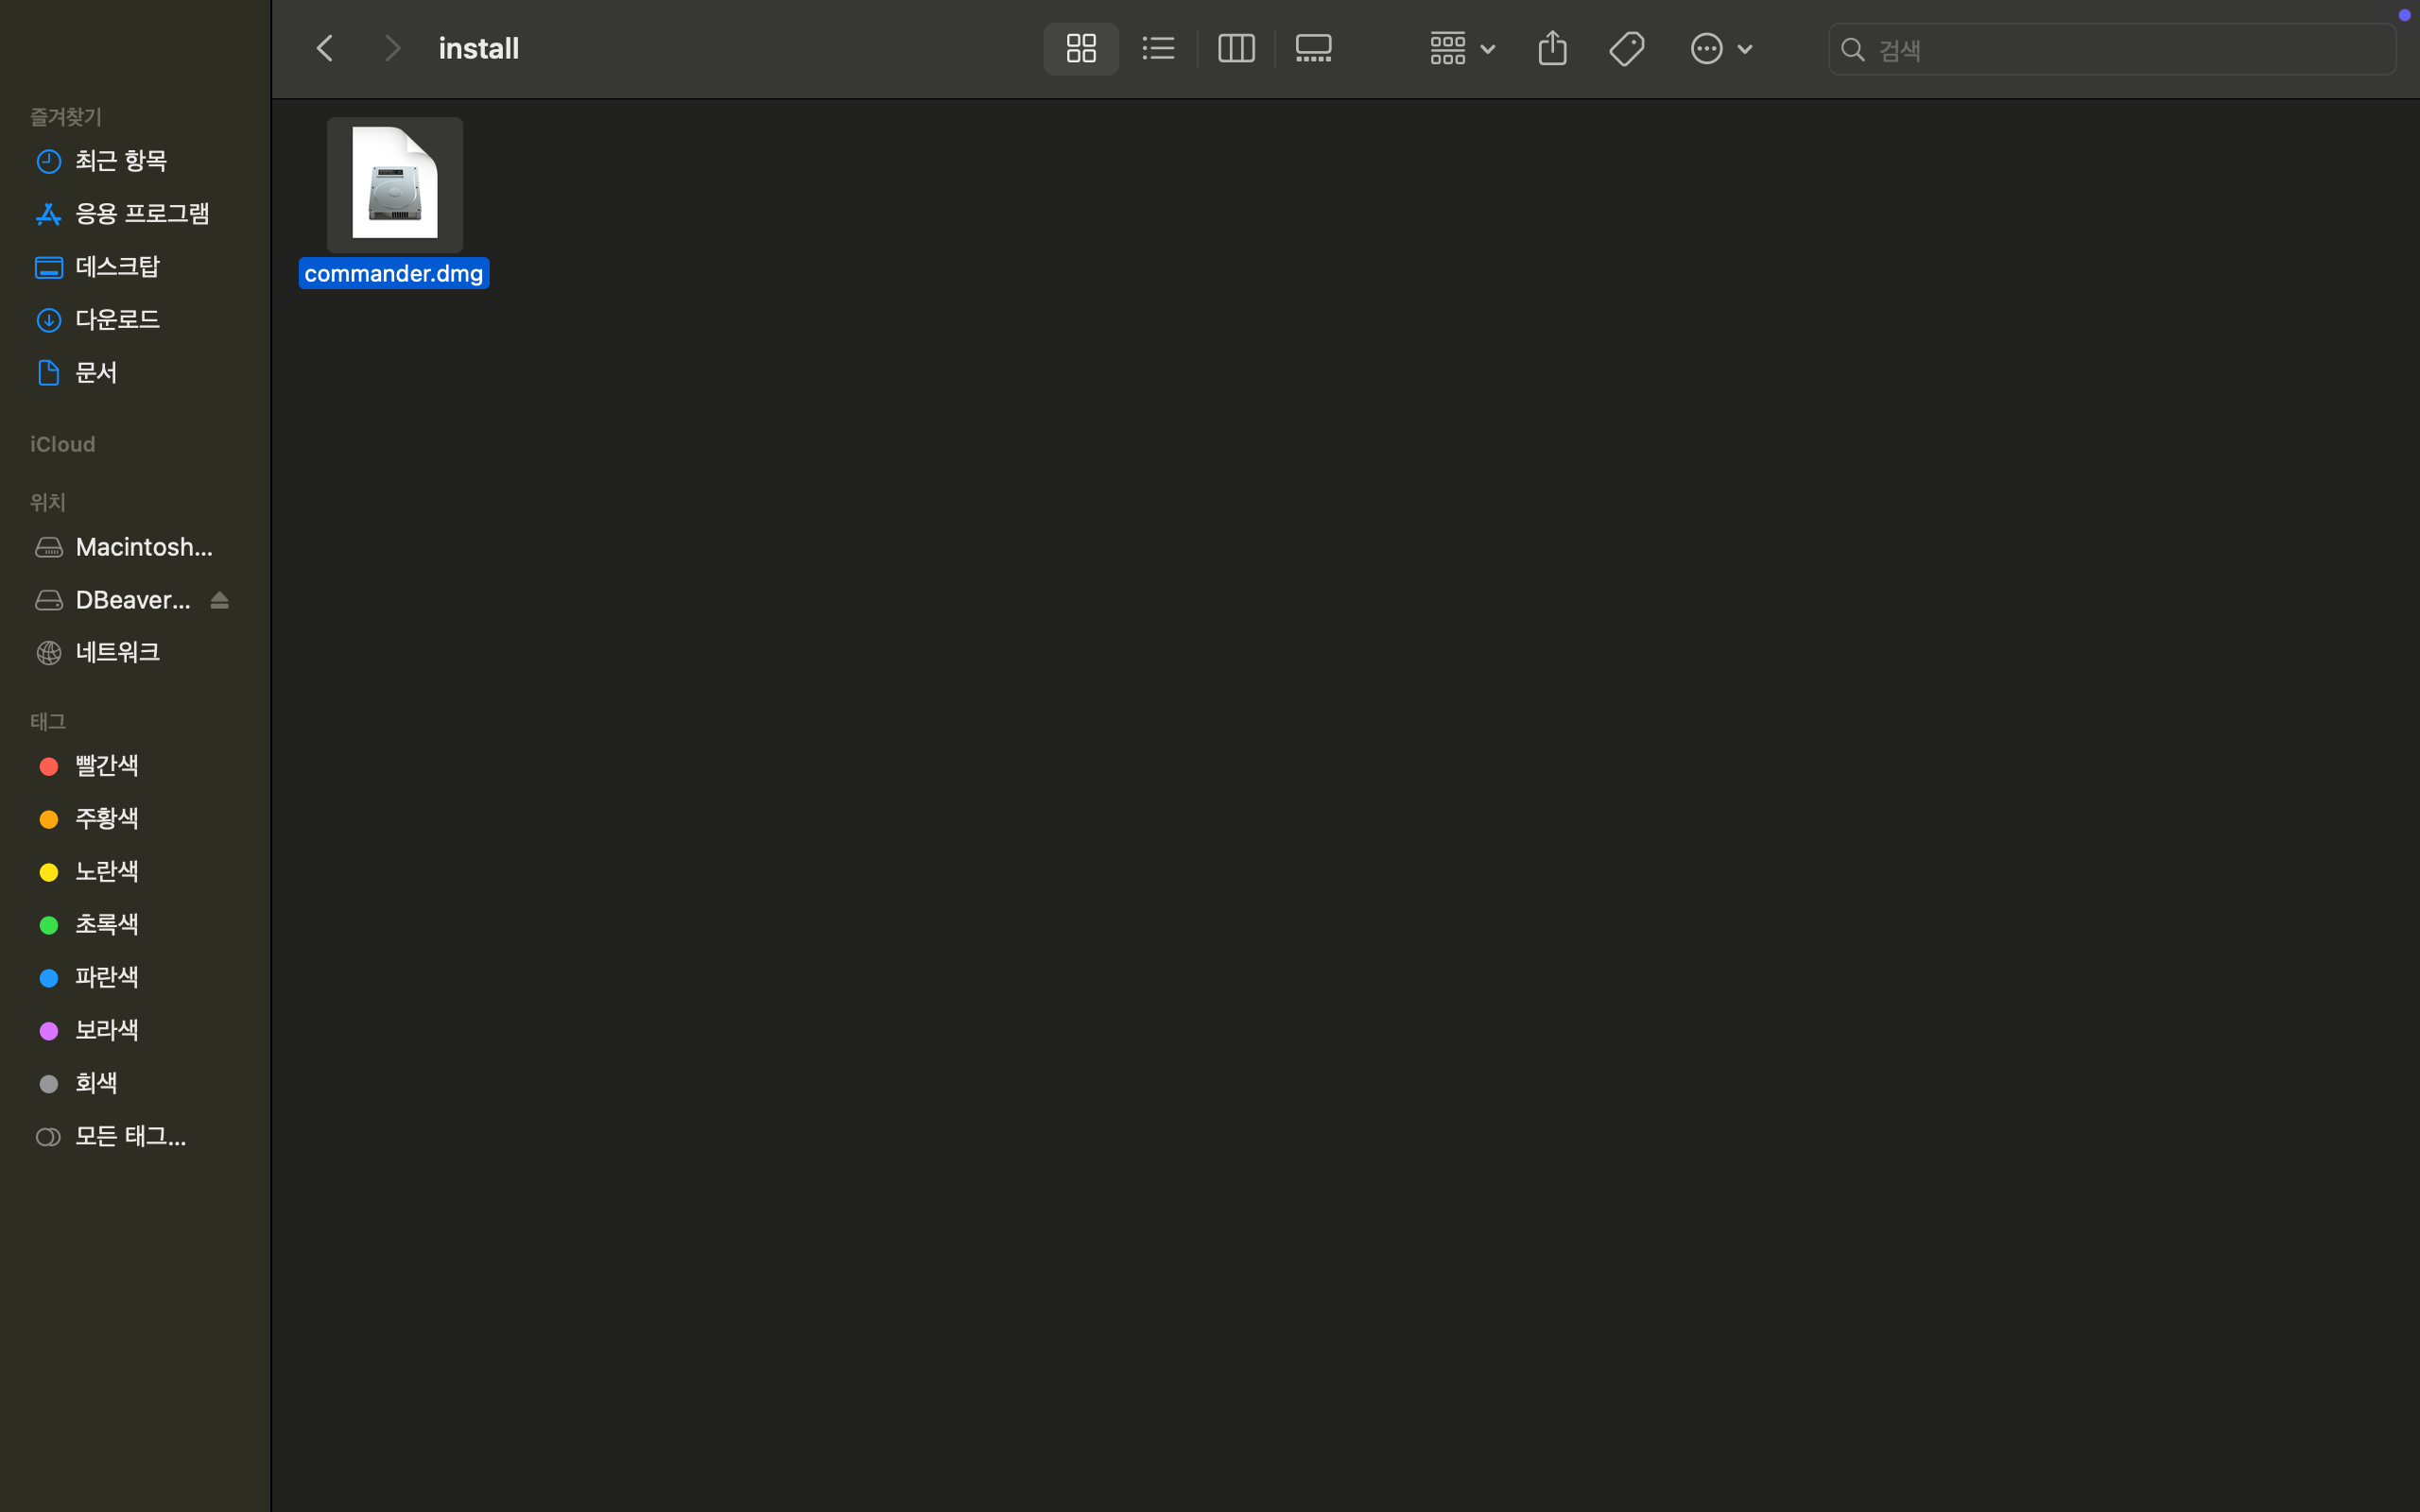 install
검색
즐겨찾기
최근 항목
응용 프로그램
데스크탑
다운로드
문서
iCloud
위치
Macintosh...
DBeaver...
네트워크
태그
빨간색
주황색
노란색
초록색
파란색
보라색
회색
모든 태그...
commander.dmg